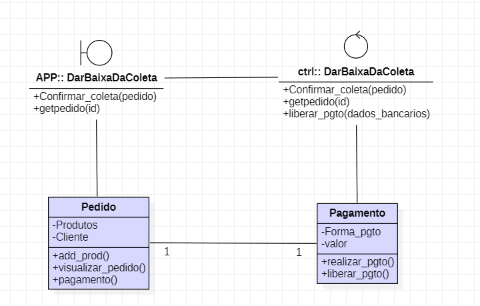 APP:: DarBaixaDaColeta
+Confirmar_coleta(pedido)
+getpedido(id)
ctrl:: DarBaixaDaColeta
+Confirmar_coleta(pedido)
+getpedido(id)
+liberar_pgto(dados_bancarios)
Pedido
-Produtos
-Cliente
+add_prod()
+visualizar_pedido()
+pagamento()
1
1
Pagamento
-Forma_pgto
-valor
+realizar_pgto()
+liberar_pgto()